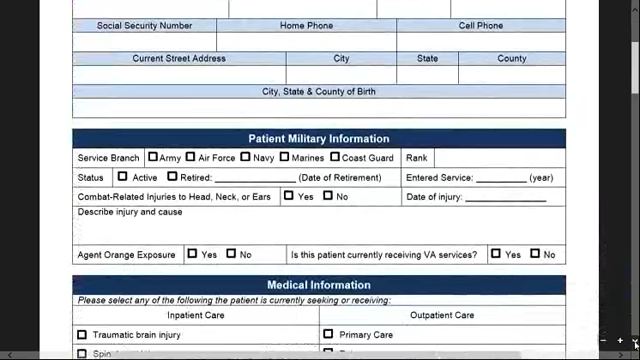 Social Security Number Home Phone Cell Phone
Current Street Address City State County
City, State & County of Birth
Patient Military Information
Service Branch Army Air Force Navy Marines Coast Guard Rank
Status Active Retired: _______________ (Date of Retirement) Entered Service: _________ (year)
Combat-Related Injuries to Head, Neck, or Ears Yes No Date of injury: _______________
Describe injury and cause
Agent Orange Exposure Yes No Is this patient currently receiving VA services? Yes No
Medical Information
Please select any of the following the patient is currently seeking or receiving:
Inpatient Care Outpatient Care
Traumatic brain injury Primary Care